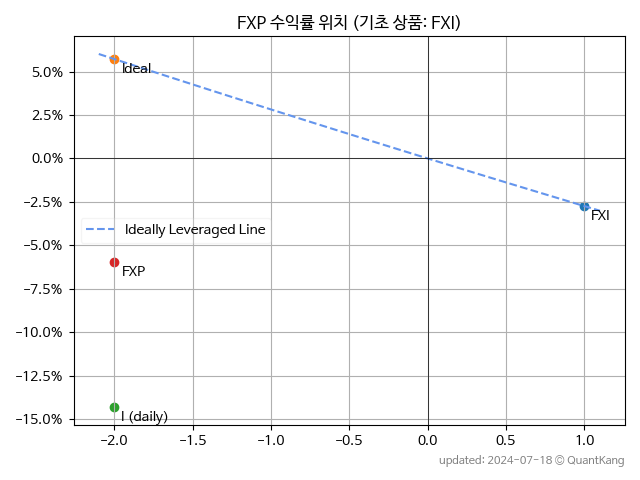 FXP 수익률 위치 (기초 상품: FXI)
5.0%
2.5%
0.0%
−2.5%
−5.0%
−7.5%
−10.0%
−12.5%
−15.0%
Ideal
FXI
Ideally Leveraged Line
FXP
I (daily)
−2.0 −1.5 −1.0 −0.5 0.0 0.5 1.0
updated: 2024-07-18 © QuantKang